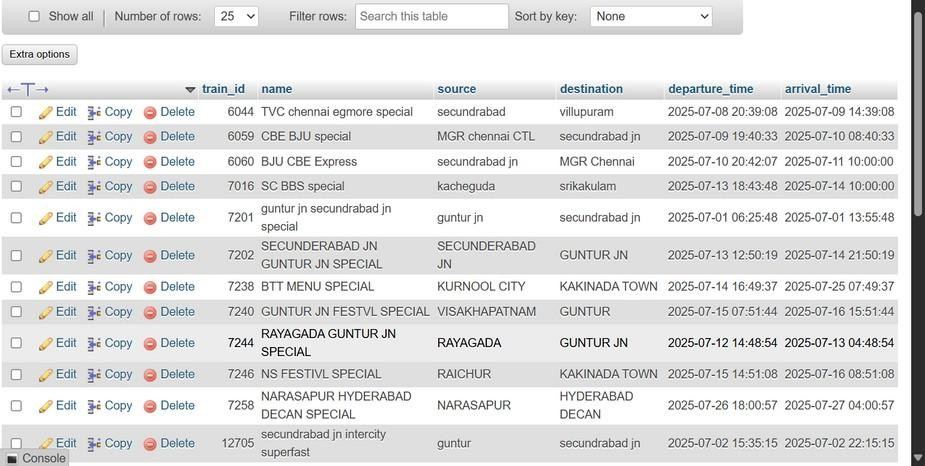 Show all Number of rows: 25 Filter rows: Search this table Sort by key: None
Extra options
←T→ train_id name source destination departure_time arrival_time
Edit Copy Delete 6044 TVC chennai egmore special secundrabad villupuram 2025-07-08 20:39:08 2025-07-09 14:39:08
Edit Copy Delete 6059 CBE BJU special MGR chennai CTL secundrabad jn 2025-07-09 19:40:33 2025-07-10 08:40:33
Edit Copy Delete 6060 BJU CBE Express secundrabad jn MGR Chennai 2025-07-10 20:42:07 2025-07-11 10:00:00
Edit Copy Delete 7016 SC BBS special kacheguda srikakulam 2025-07-13 18:43:48 2025-07-14 10:00:00
Edit Copy Delete 7201 guntur jn secundrabad jn guntur jn secundrabad jn 2025-07-01 06:25:48 2025-07-01 13:55:48
special
Edit Copy Delete 7202 SECUNDERABAD JN SECUNDERABAD GUNTUR JN 2025-07-13 12:50:19 2025-07-14 21:50:19
GUNTUR JN SPECIAL JN
Edit Copy Delete 7238 BTT MENU SPECIAL KURNOOL CITY KAKINADA TOWN 2025-07-14 16:49:37 2025-07-25 07:49:37
Edit Copy Delete 7240 GUNTUR JN FESTVL SPECIAL VISAKHAPATNAM GUNTUR 2025-07-15 07:51:44 2025-07-16 15:51:44
Edit Copy Delete 7244 RAYAGADA GUNTUR JN RAYAGADA GUNTUR JN 2025-07-12 14:48:54 2025-07-13 04:48:54
SPECIAL
Edit Copy Delete 7246 NS FESTIVL SPECIAL RAICHUR KAKINADA TOWN 2025-07-15 14:51:08 2025-07-16 08:51:08
Edit Copy Delete 7258 NARASAPUR HYDERABAD NARASAPUR HYDERABAD 2025-07-26 18:00:57 2025-07-27 04:00:57
DECAN SPECIAL DECAN
Edit Copy Delete 12705 secundrabad jn intercity guntur secundrabad jn 2025-07-02 15:35:15 2025-07-02 22:15:15
superfast
Console